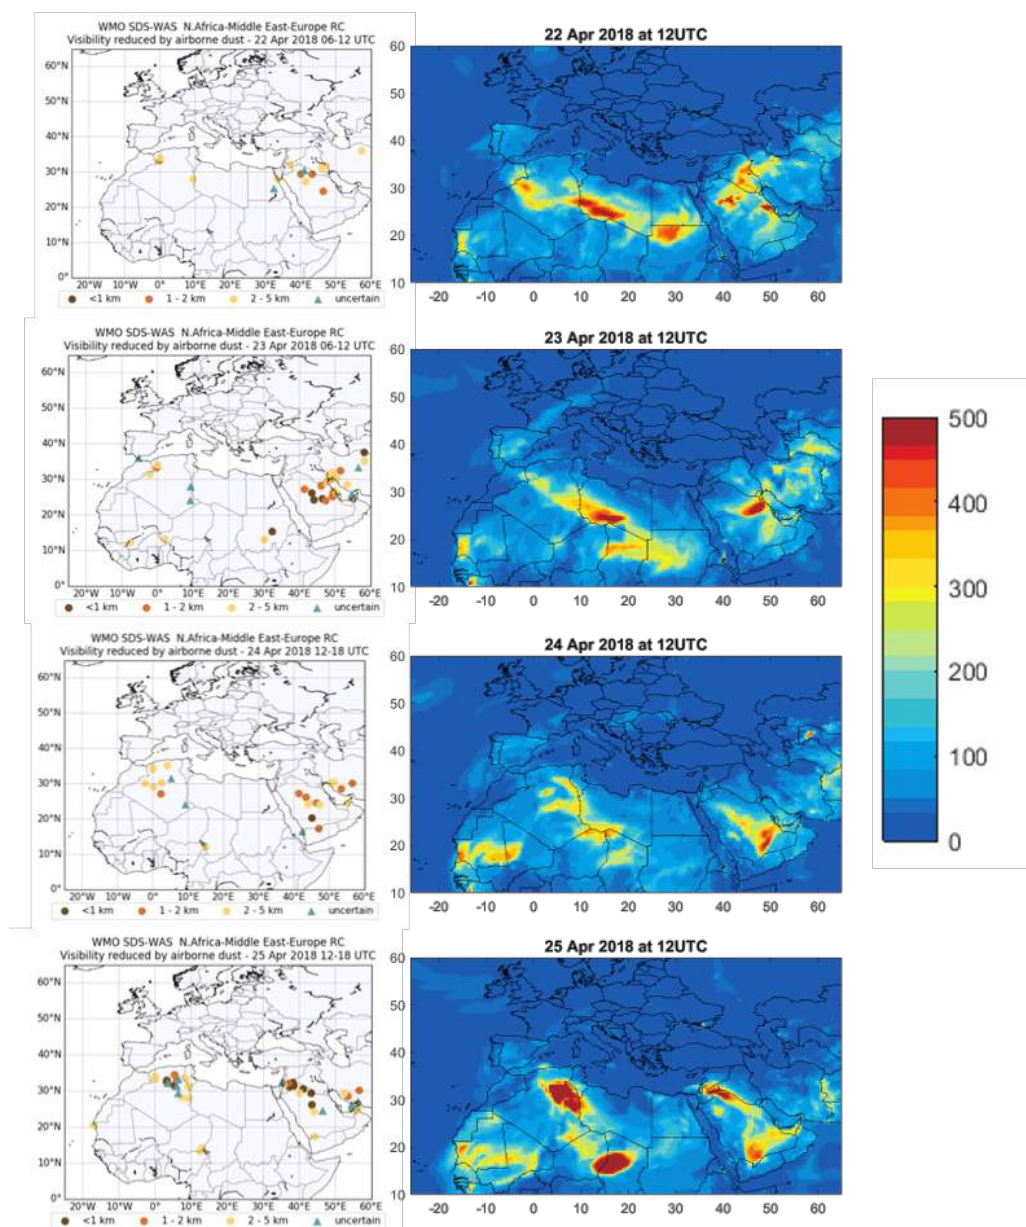 WMO SDS-WAS N.Africa-Middle East-Europe RC
Visibility reduced by airborne dust - 22 Apr 2018 06-12 UTC
60°N
50°N
40°N
30°N
20°N
10°N
0°
20°W 10°W 0° 10°E 20°E 30°E 40°E 50°E 60°E
<1 km 1 - 2 km 2 - 5 km uncertain
22 Apr 2018 at 12UTC
60
50
40
30
20
10
-20 -10 0 10 20 30 40 50 60
WMO SDS-WAS N.Africa-Middle East-Europe RC
Visibility reduced by airborne dust - 23 Apr 2018 06-12 UTC
60°N
50°N
40°N
30°N
20°N
10°N
0°
20°W 10°W 0° 10°E 20°E 30°E 40°E 50°E 60°E
<1 km 1 - 2 km 2 - 5 km uncertain
23 Apr 2018 at 12UTC
60
50
40
30
20
10
-20 -10 0 10 20 30 40 50 60
WMO SDS-WAS N.Africa-Middle East-Europe RC
Visibility reduced by airborne dust - 24 Apr 2018 12-18 UTC
60°N
50°N
40°N
30°N
20°N
10°N
0°
20°W 10°W 0° 10°E 20°E 30°E 40°E 50°E 60°E
<1 km 1 - 2 km 2 - 5 km uncertain
24 Apr 2018 at 12UTC
60
50
40
30
20
10
-20 -10 0 10 20 30 40 50 60
WMO SDS-WAS N.Africa-Middle East-Europe RC
Visibility reduced by airborne dust - 25 Apr 2018 12-18 UTC
60°N
50°N
40°N
30°N
20°N
10°N
0°
20°W 10°W 0° 10°E 20°E 30°E 40°E 50°E 60°E
<1 km 1 - 2 km 2 - 5 km uncertain
25 Apr 2018 at 12UTC
60
50
40
30
20
10
-20 -10 0 10 20 30 40 50 60
500
400
300
200
100
0